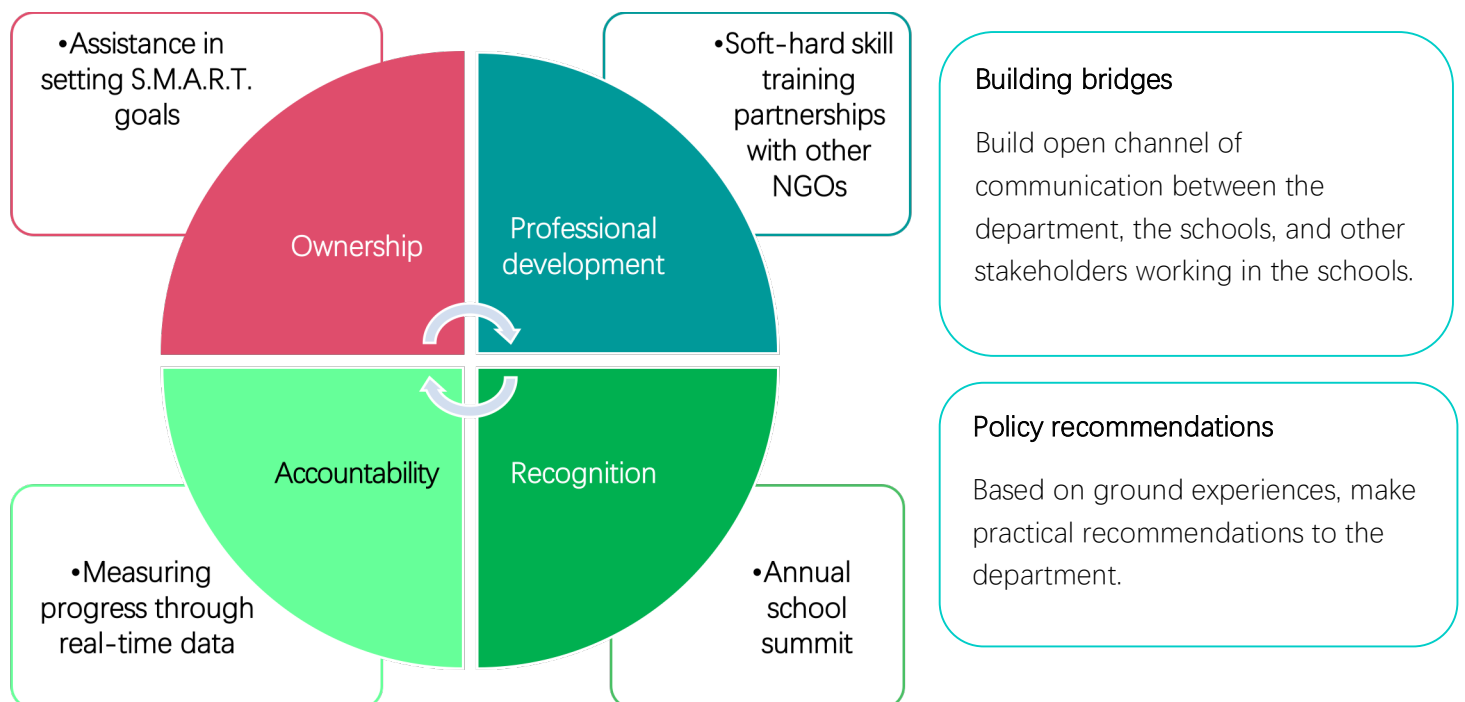 •Assistance in
setting S.M.A.R.T.
goals
•Soft-hard skill
training
partnerships
with other
NGOs
Ownership
Professional
development
Accountability
Recognition
•Measuring
progress through
real-time data
•Annual
school
summit
Building bridges
Build open channel of
communication between the
department, the schools, and other
stakeholders working in the schools.
Policy recommendations
Based on ground experiences, make
practical recommendations to the
department.